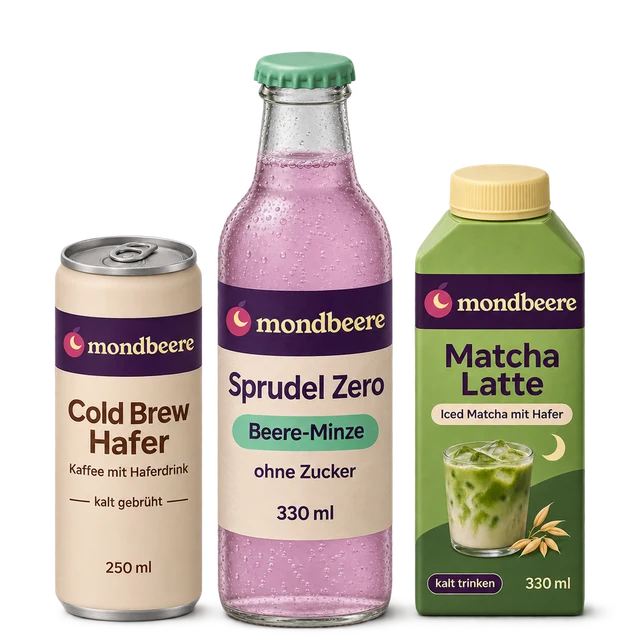 mondbeere
Cold Brew
Hafer
Kaffee mit Haferdrink
kalt gebrüht
250 ml
mondbeere
Sprudel Zero
Beere-Minze
ohne Zucker
330 ml
mondbeere
Matcha
Latte
Iced Matcha mit Hafer
kalt trinken
330 ml